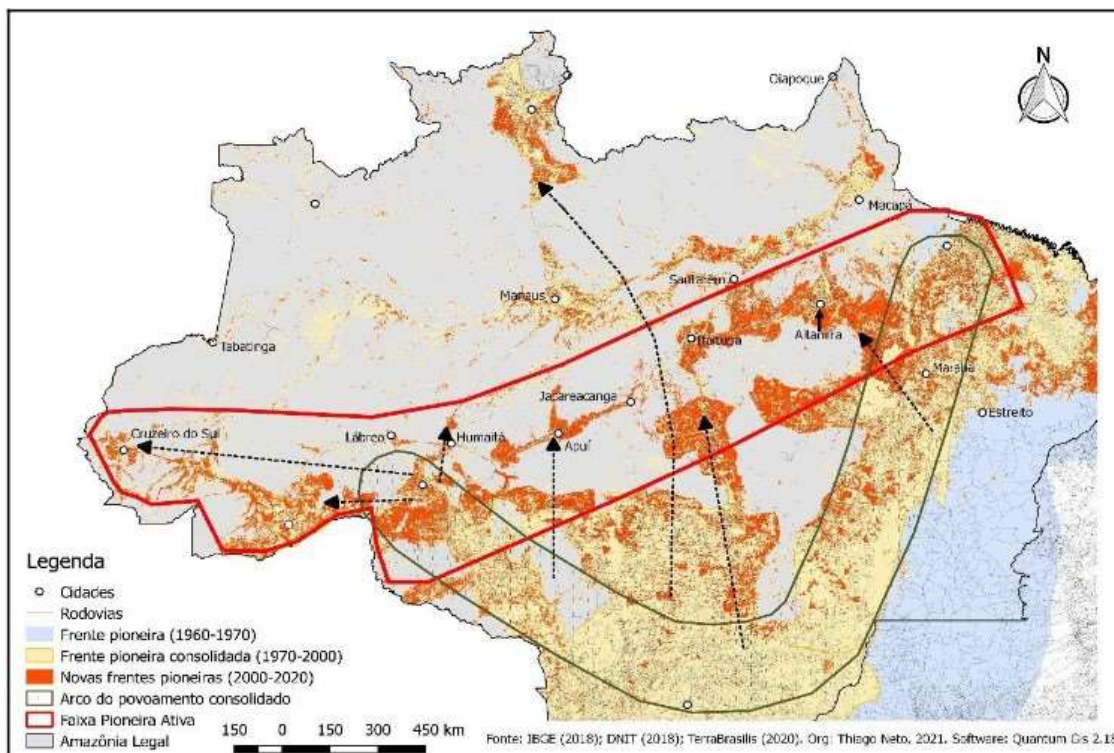 N
Oiapoque
Macapá
Santarém
Manaus
Itaituba
Altamira
Tabatinga
Marabá
Jacareacanga
Estreito
Cruzeiro do Sul
Lábrea
Humaitá
Apuí
Legenda
Cidades
Rodovias
Frente pioneira (1960-1970)
Frente pioneira consolidada (1970-2000)
Novas frentes pioneiras (2000-2020)
Arco do povoamento consolidado
Faixa Pioneira Ativa
Amazônia Legal
150 0 150 300 450 km
Fonte: IBGE (2018); DNIT (2018); TerraBrasilis (2020). Org: Thiago Neto, 2021. Software: Quantum Gis 2.18